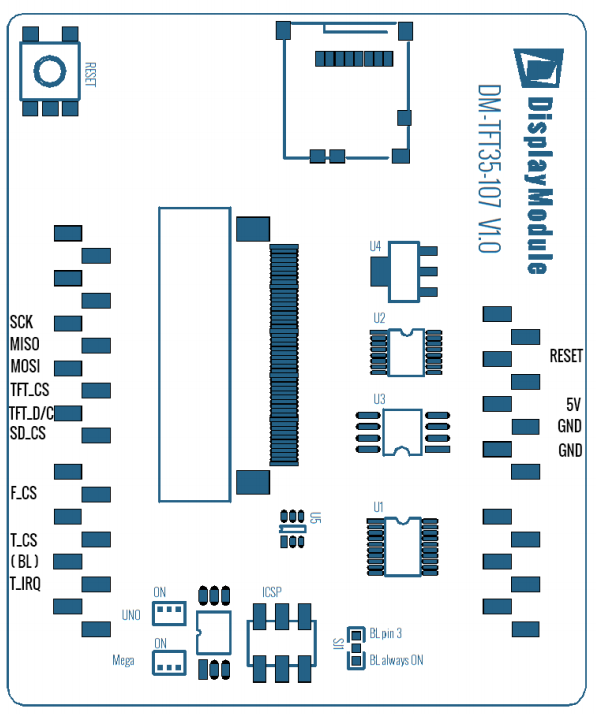 RESET
DisplayModule
DM-TFT35-107 V1.0
U4
SCK
U2
MISO
RESET
MOSI
TFT_CS
U3
5V
TFT_D/C
GND
SD_CS
GND
F_CS
U1
U5
T_CS
(BL)
T_IRQ
ON
ICSP
UNO
BL pin 3
ON
SJ1
Mega
BL always ON